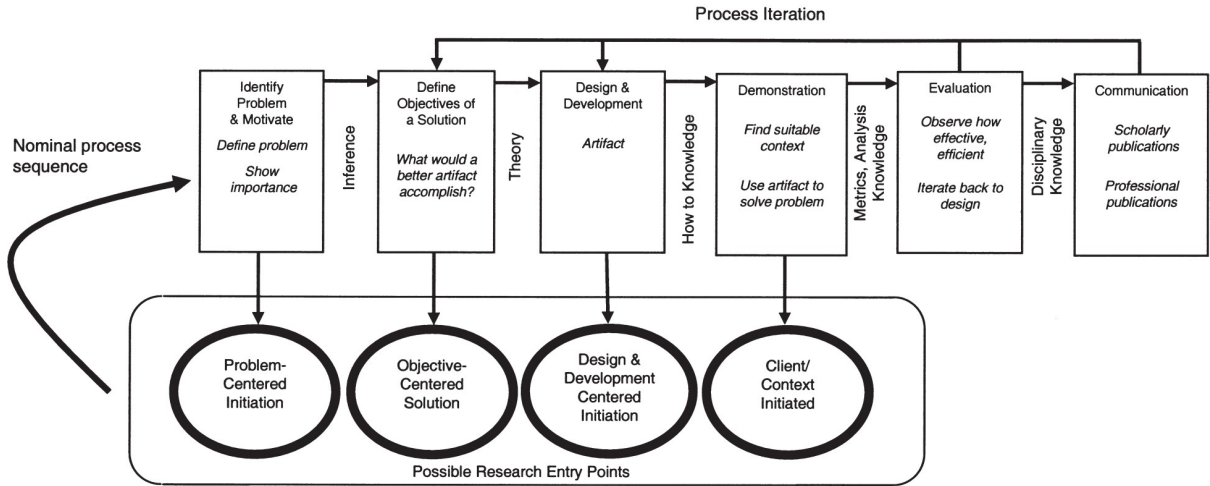 Process Iteration
Nominal process
sequence
Identify
Problem
& Motivate
Define problem
Show
importance
Inference
Define
Objectives of
a Solution
What would a
better artifact
accomplish?
Theory
Design &
Development
Artifact
How to Knowledge
Demonstration
Find suitable
context
Use artifact to
solve problem
Metrics, Analysis
Knowledge
Evaluation
Observe how
effective,
efficient
Iterate back to
design
Disciplinary
Knowledge
Communication
Scholarly
publications
Professional
publications
Problem-
Centered
Initiation
Objective-
Centered
Solution
Design &
Development
Centered
Initiation
Client/
Context
Initiated
Possible Research Entry Points